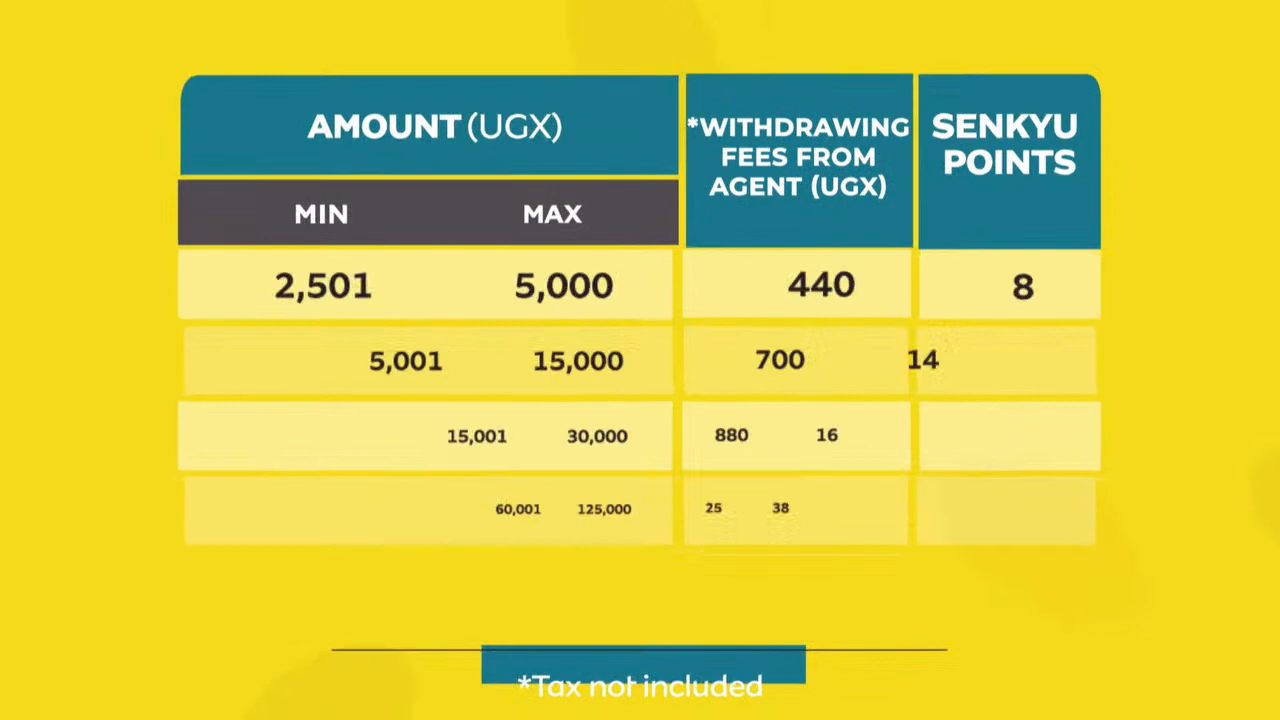 AMOUNT (UGX)
*WITHDRAWING
FEES FROM
AGENT (UGX)
SENKYU
POINTS
MIN MAX
2,501 5,000 440 8
5,001 15,000 700 14
15,001 30,000 880 16
60,001 125,000 25 38
*Tax not included